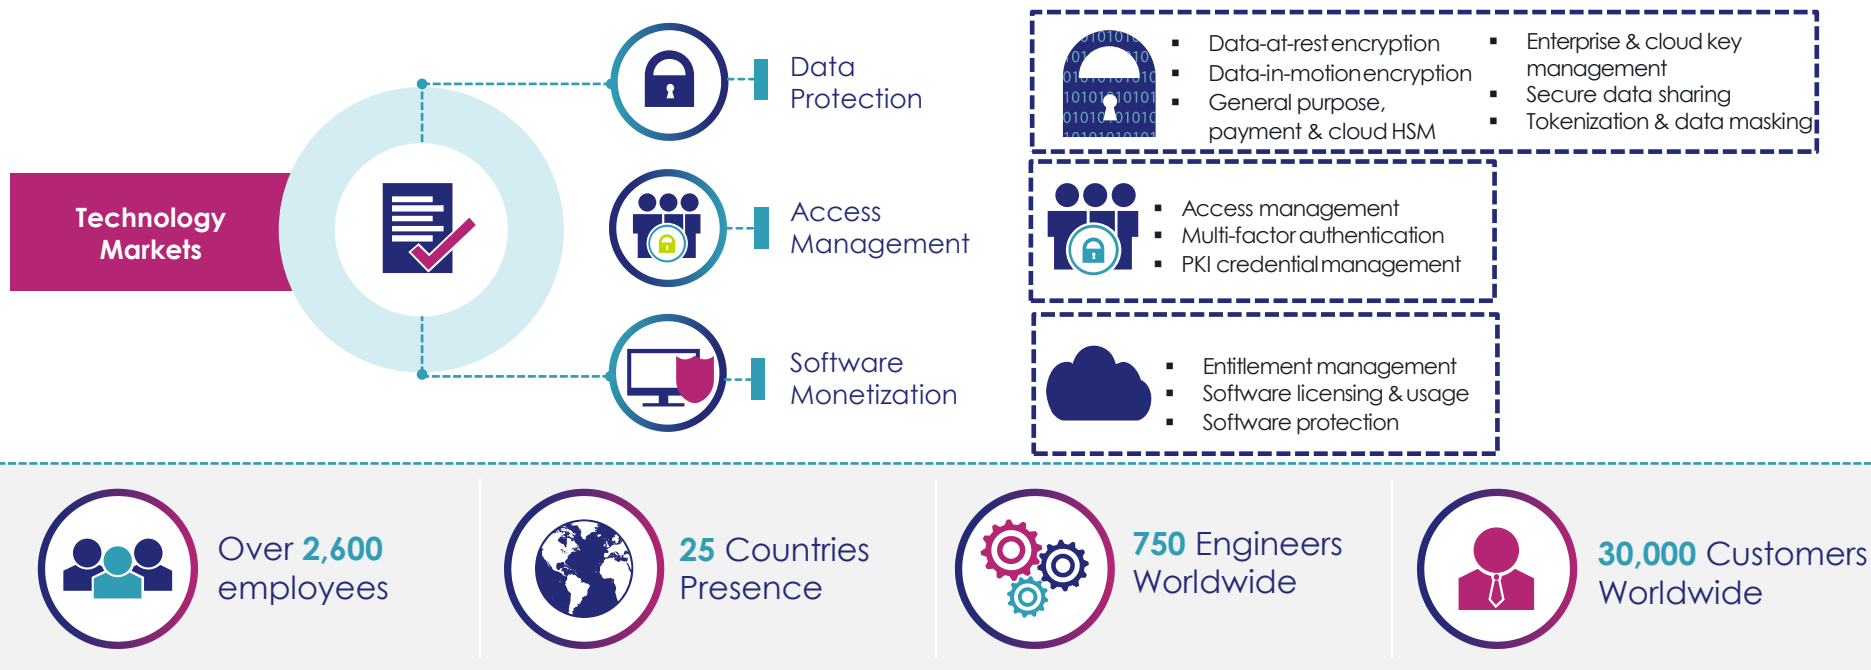 Technology
Markets
Data
Protection
Data-at-rest encryption
Data-in-motion encryption
General purpose,
payment & cloud HSM
Enterprise & cloud key
management
Secure data sharing
Tokenization & data masking
Access
Management
Access management
Multi-factor authentication
PKI credential management
Software
Monetization
Entitlement management
Software licensing & usage
Software protection
Over 2,600
employees
25 Countries
Presence
750 Engineers
Worldwide
30,000 Customers
Worldwide